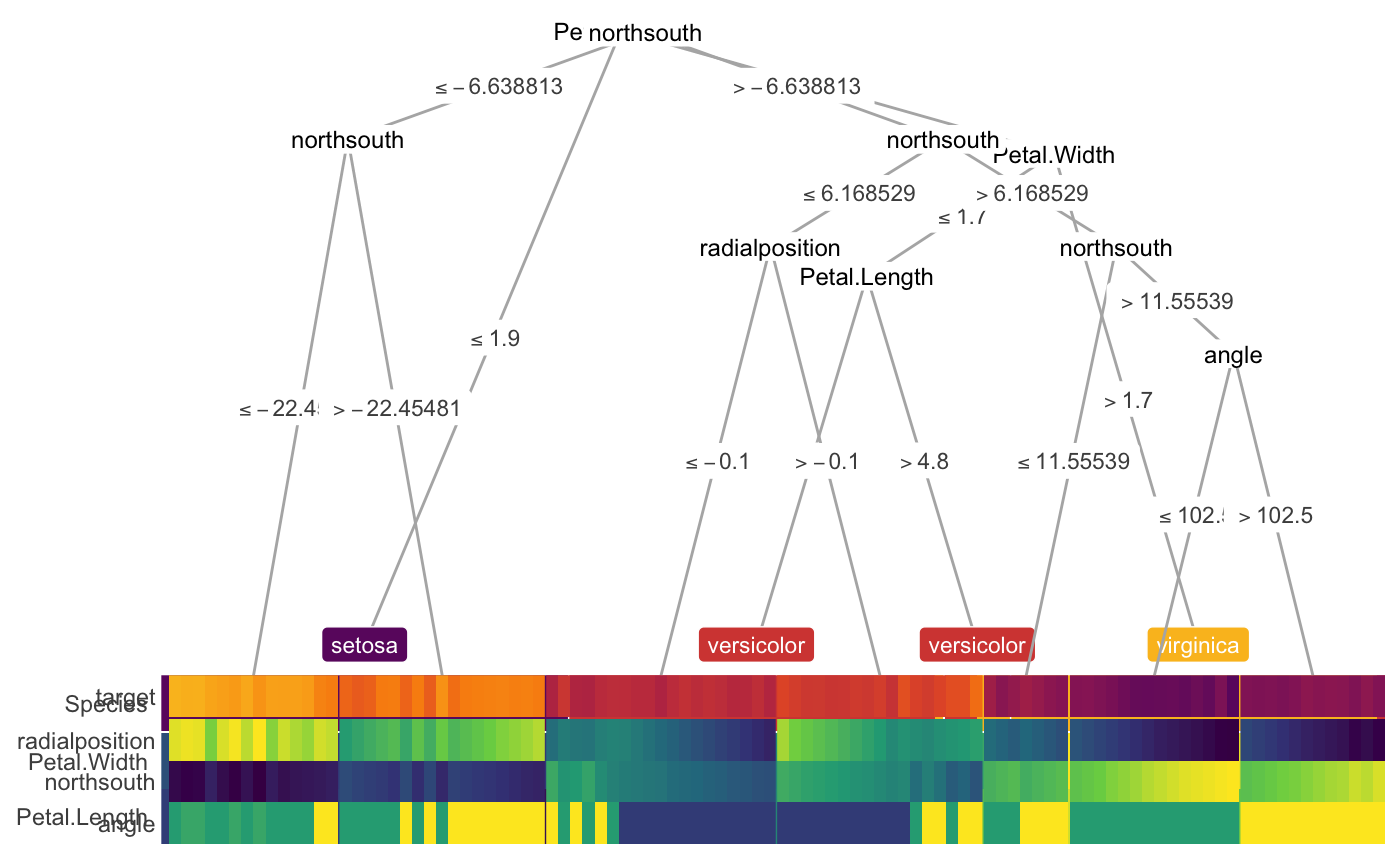 Pe northsouth
≤ −6.638813 > −6.638813
northsouth northsouth Petal.Width
≤ 6.168529 > 6.168529
≤ 1.7
radialposition northsouth
Petal.Length
> 11.55539
≤ 1.9
angle
> 1.7
≤ −22.4 > −22.45481
≤ −0.1 > −0.1 > 4.8 ≤ 11.55539
≤ 102.5 > 102.5
setosa versicolor versicolor virginica
target
Species
radialposition
Petal.Width
northsouth
Petal.Length
angle